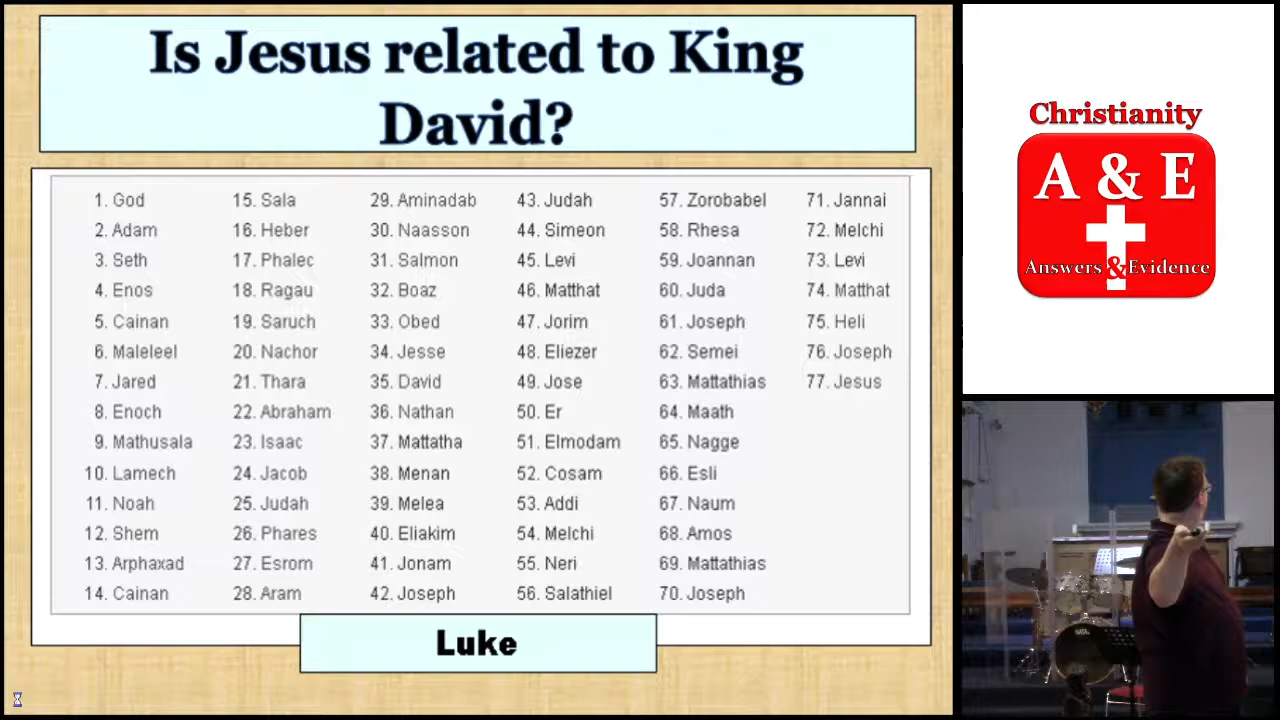 Is Jesus related to King
David?
1. God
2. Adam
3. Seth
4. Enos
5. Cainan
6. Maleleel
7. Jared
8. Enoch
9. Mathusala
10. Lamech
11. Noah
12. Shem
13. Arphaxad
14. Cainan
15. Sala
16. Heber
17. Phalec
18. Ragau
19. Saruch
20. Nachor
21. Thara
22. Abraham
23. Isaac
24. Jacob
25. Judah
26. Phares
27. Esrom
28. Aram
29. Aminadab
30. Naasson
31. Salmon
32. Boaz
33. Obed
34. Jesse
35. David
36. Nathan
37. Mattatha
38. Menan
39. Melea
40. Eliakim
41. Jonam
42. Joseph
43. Judah
44. Simeon
45. Levi
46. Matthat
47. Jorim
48. Eliezer
49. Jose
50. Er
51. Elmodam
52. Cosam
53. Addi
54. Melchi
55. Neri
56. Salathiel
57. Zorobabel
58. Rhesa
59. Joannan
60. Juda
61. Joseph
62. Semei
63. Mattathias
64. Maath
65. Nagge
66. Esli
67. Naum
68. Amos
69. Mattathias
70. Joseph
71. Jannai
72. Melchi
73. Levi
74. Matthat
75. Heli
76. Joseph
77. Jesus
Luke
Christianity
A & E
Answers & Evidence